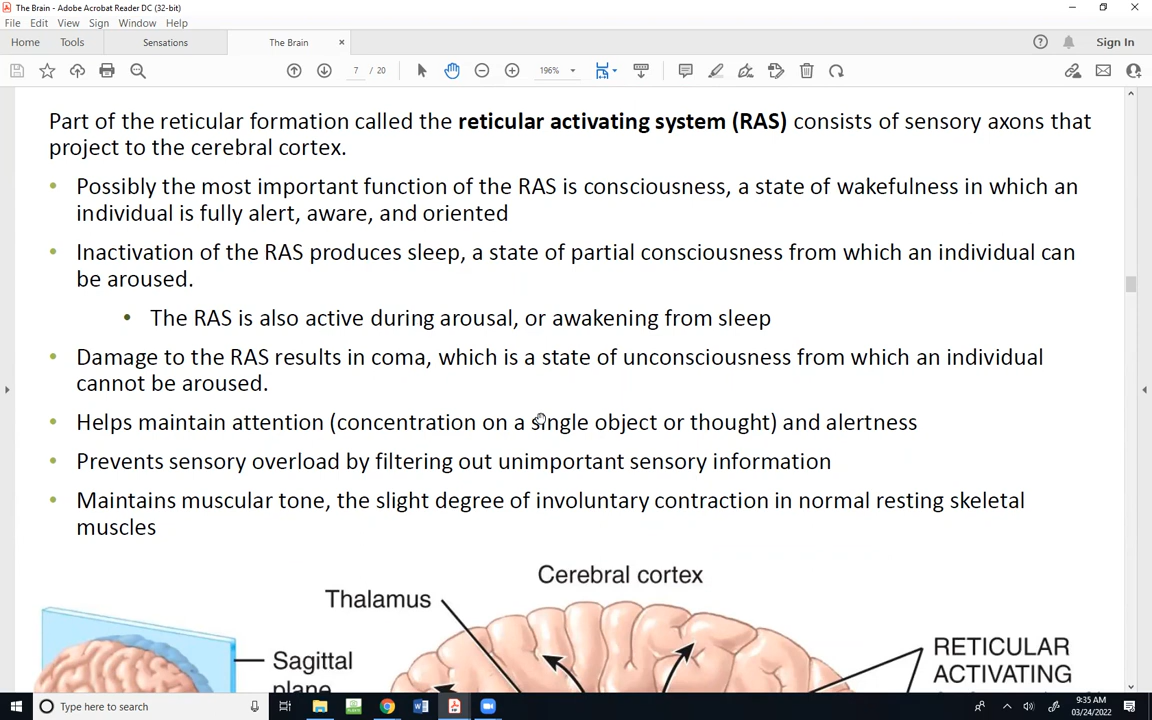 The Brain - Adobe Acrobat Reader DC (32-bit)
File Edit View Sign Window Help
Home Tools Sensations The Brain × Sign In
7 / 20 196%
Part of the reticular formation called the reticular activating system (RAS) consists of sensory axons that
project to the cerebral cortex.
• Possibly the most important function of the RAS is consciousness, a state of wakefulness in which an
individual is fully alert, aware, and oriented
• Inactivation of the RAS produces sleep, a state of partial consciousness from which an individual can
be aroused.
• The RAS is also active during arousal, or awakening from sleep
• Damage to the RAS results in coma, which is a state of unconsciousness from which an individual
cannot be aroused.
• Helps maintain attention (concentration on a single object or thought) and alertness
• Prevents sensory overload by filtering out unimportant sensory information
• Maintains muscular tone, the slight degree of involuntary contraction in normal resting skeletal
muscles
Cerebral cortex
Thalamus
RETICULAR
Sagittal
ACTIVATING
plane
Type here to search
9:35 AM
03/24/2022